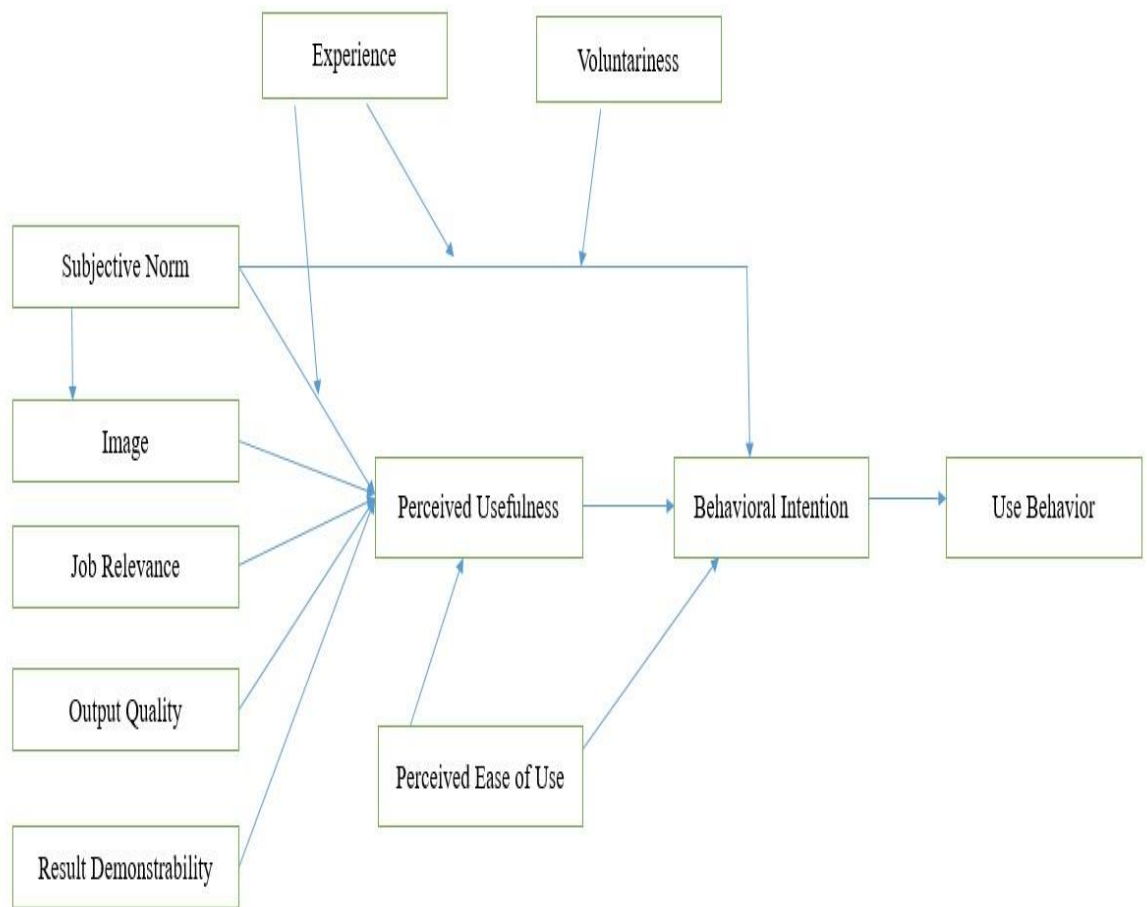 Experience
Voluntariness
Subjective Norm
Image
Perceived Usefulness
Behavioral Intention
Use Behavior
Job Relevance
Output Quality
Perceived Ease of Use
Result Demonstrability